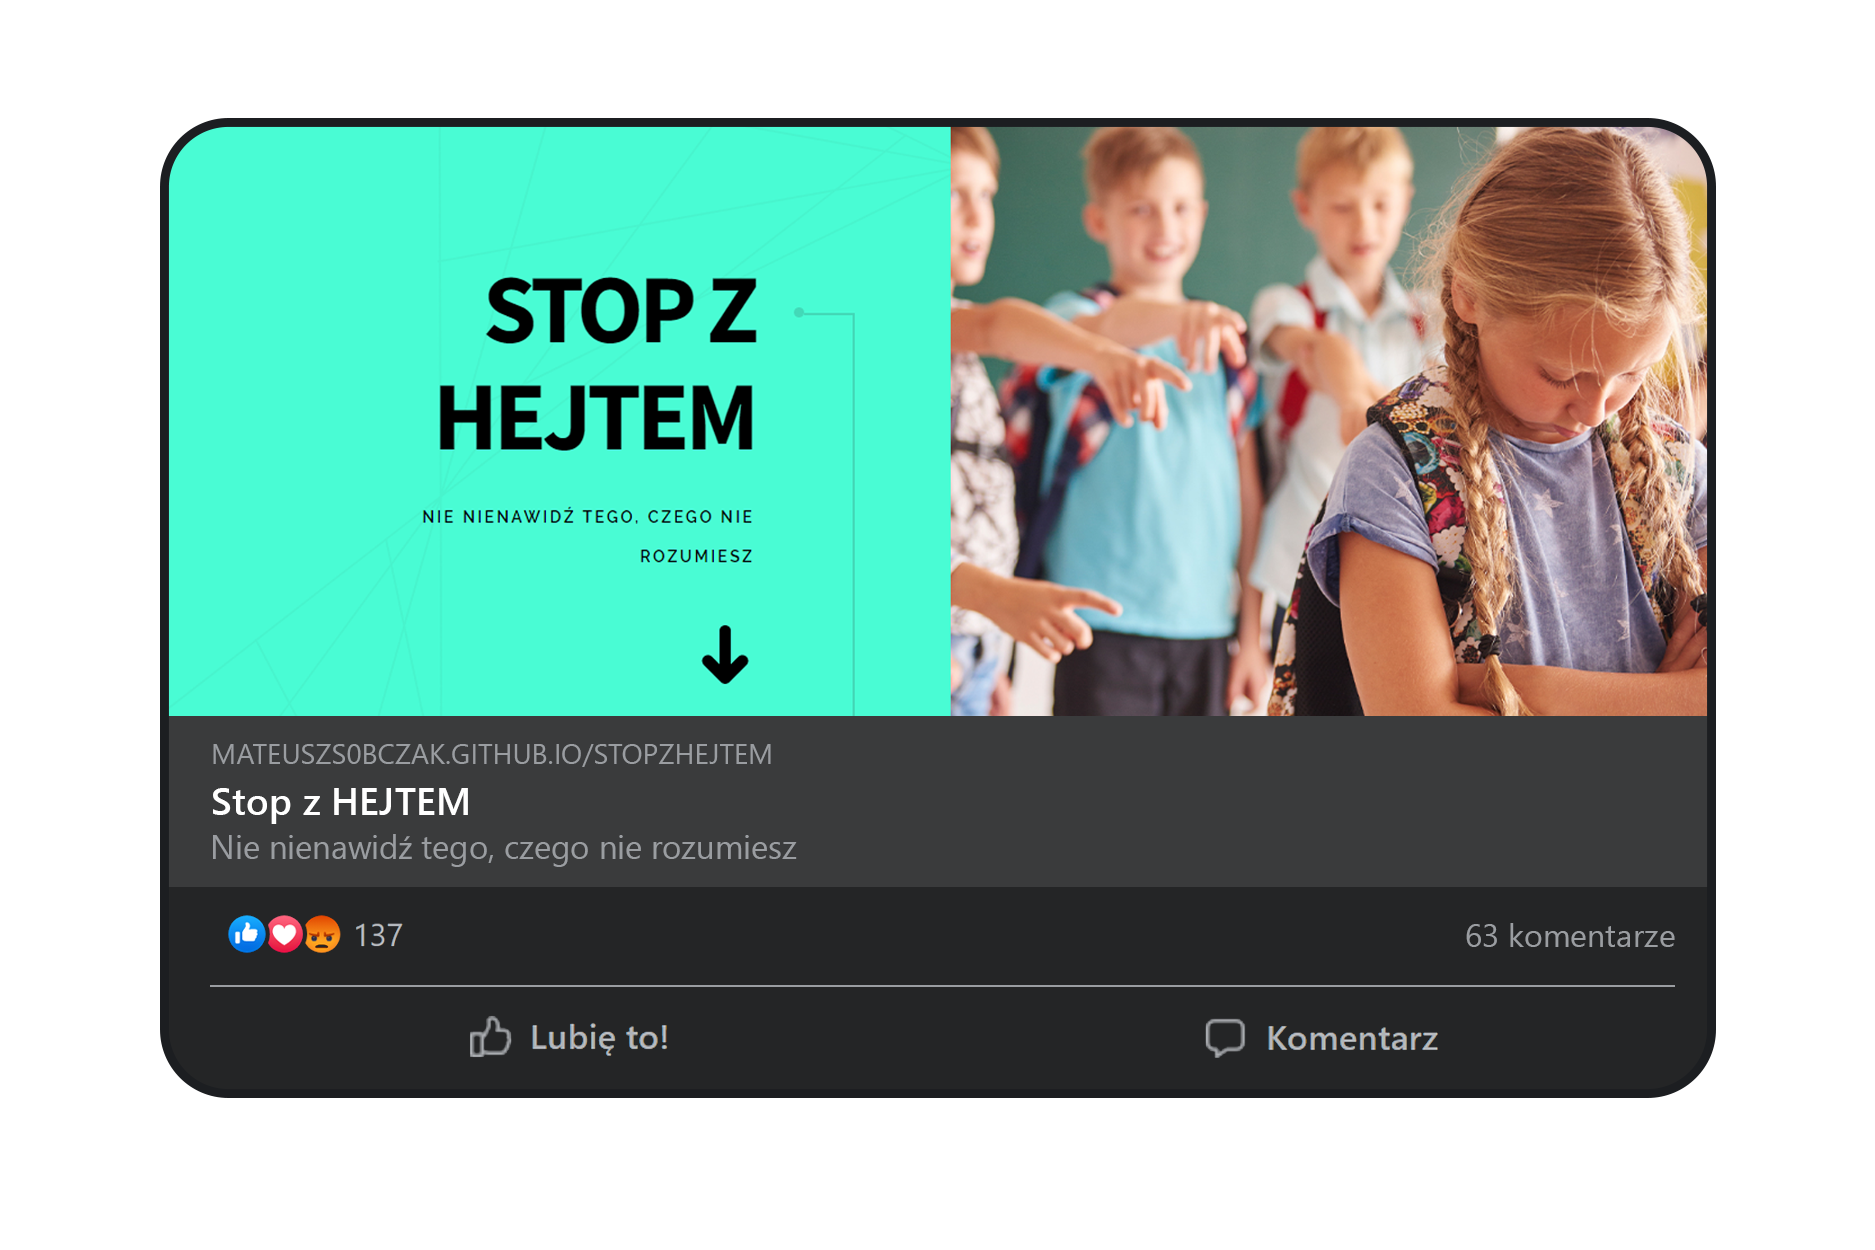 STOP Z
HEJTEM
NIE NIENAWIDŹ TEGO, CZEGO NIE
ROZUMIESZ
MATEUSZS0BCZAK.GITHUB.IO/STOPZHEJTEM
Stop z HEJTEM
Nie nienawidź tego, czego nie rozumiesz
137
63 komentarze
Lubię to!
Komentarz